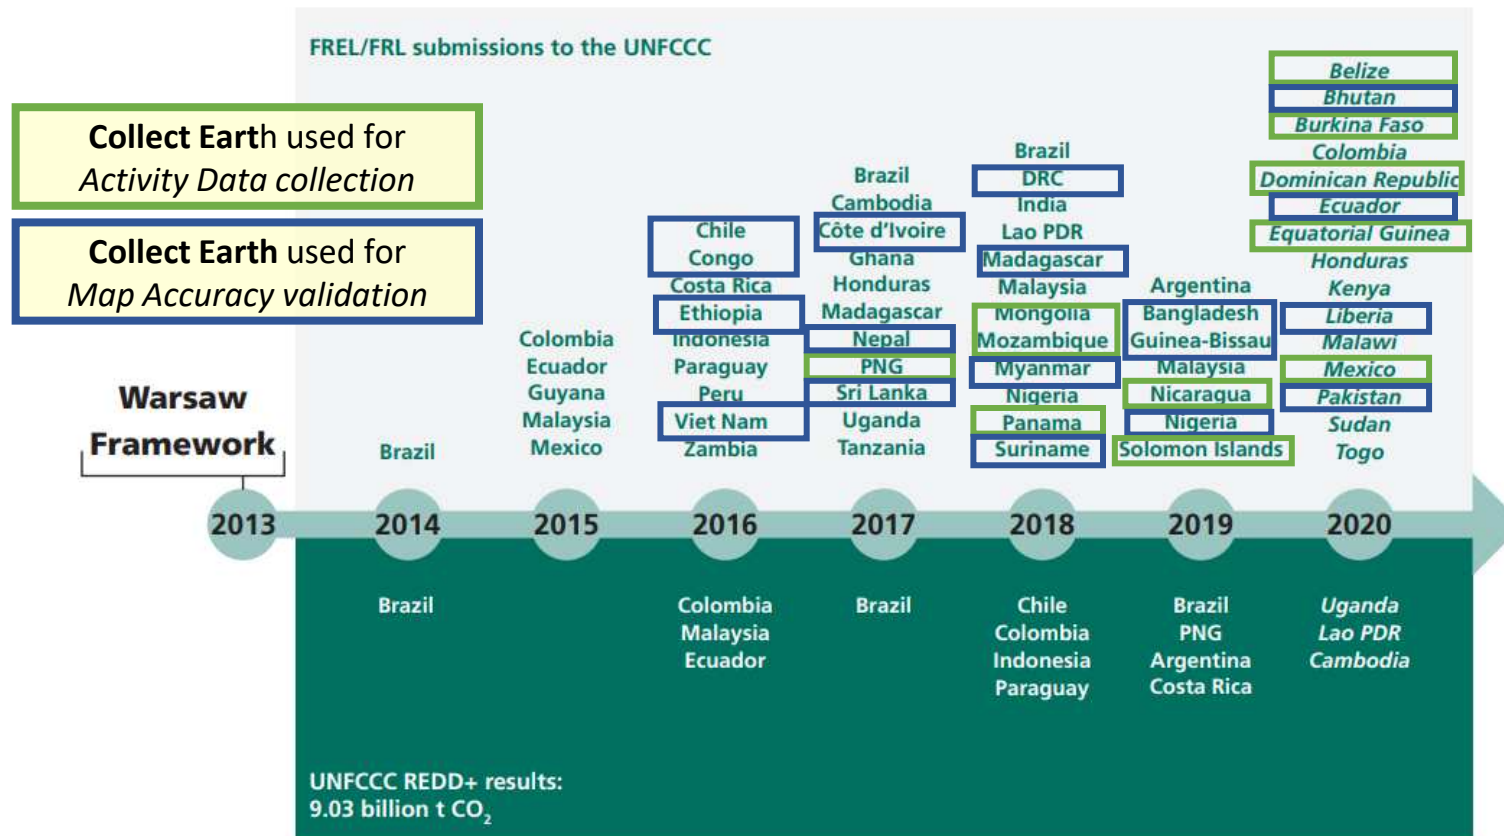 FREL/FRL submissions to the UNFCCC
Collect Earth used for
Activity Data collection
Collect Earth used for
Map Accuracy validation
Warsaw
Framework
2013
Brazil
2014
Colombia
Ecuador
Guyana
Malaysia
Mexico
2015
Chile
Congo
Costa Rica
Ethiopia
Indonesia
Paraguay
Peru
Viet Nam
Zambia
2016
Brazil
Cambodia
Côte d'Ivoire
Ghana
Honduras
Madagascar
Nepal
PNG
Sri Lanka
Uganda
Tanzania
2017
Brazil
DRC
India
Lao PDR
Madagascar
Malaysia
Mongolia
Mozambique
Myanmar
Nigeria
Panama
Suriname
2018
Argentina
Bangladesh
Guinea-Bissau
Malaysia
Nicaragua
Nigeria
Solomon Islands
2019
Belize
Bhutan
Burkina Faso
Colombia
Dominican Republic
Ecuador
Equatorial Guinea
Honduras
Kenya
Liberia
Malawi
Mexico
Pakistan
Sudan
Togo
2020
Brazil
Colombia
Malaysia
Ecuador
Brazil
Chile
Colombia
Indonesia
Paraguay
Brazil
PNG
Argentina
Costa Rica
Uganda
Lao PDR
Cambodia
UNFCCC REDD+ results:
9.03 billion t CO₂